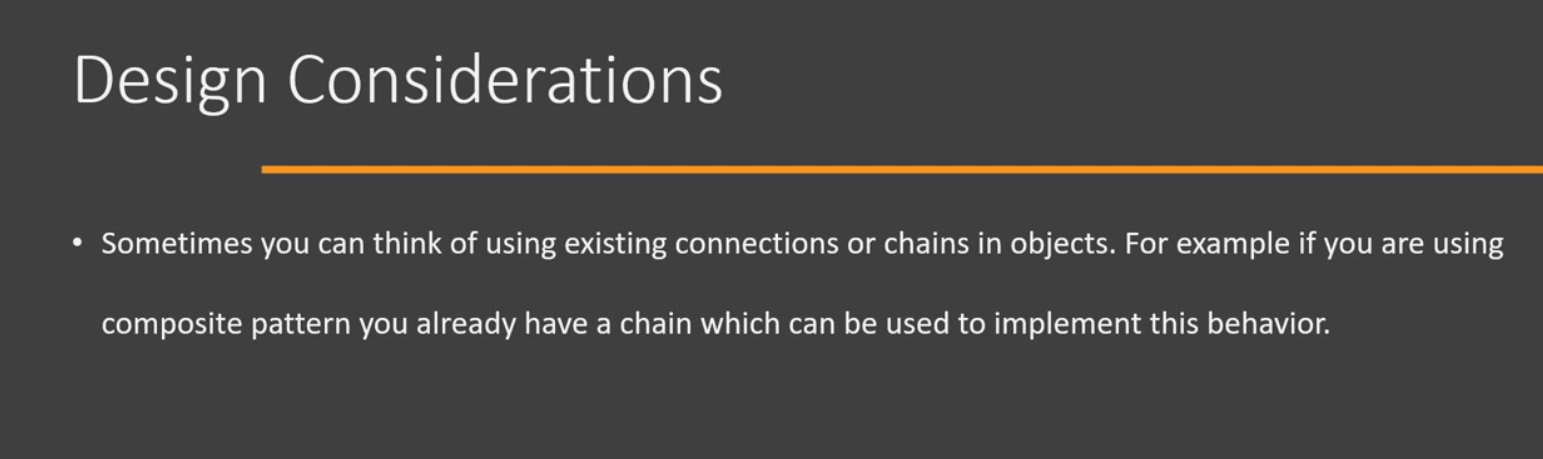 Design Considerations
• Sometimes you can think of using existing connections or chains in objects. For example if you are using
composite pattern you already have a chain which can be used to implement this behavior.